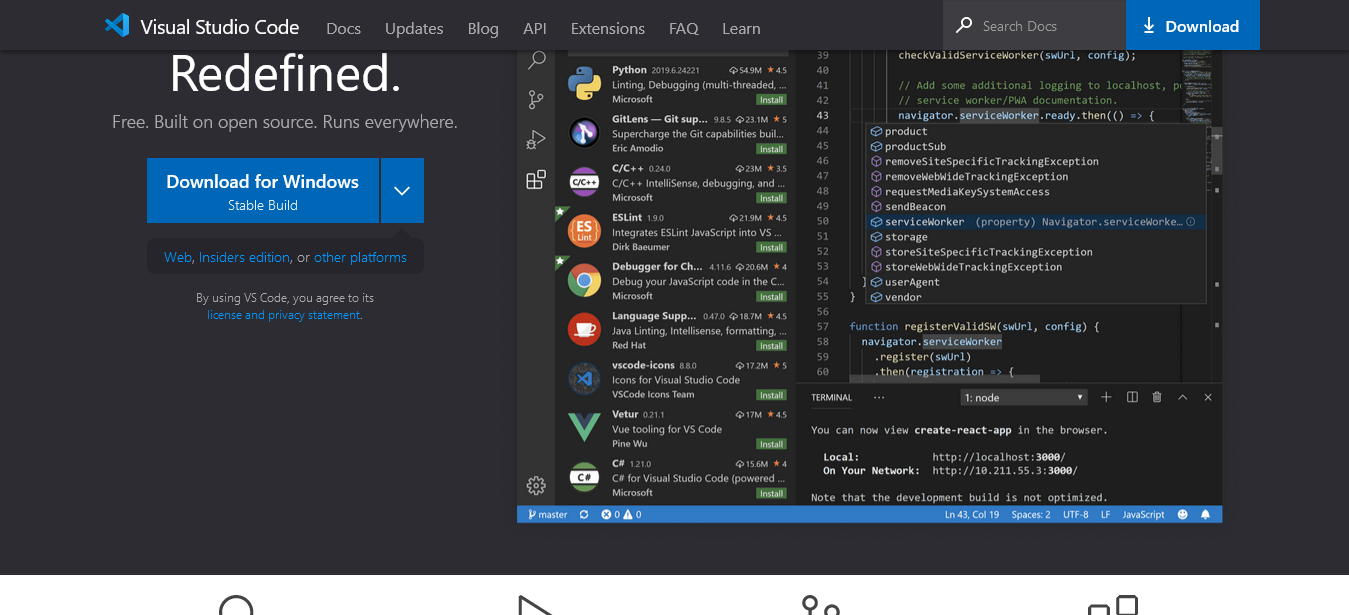 Visual Studio Code Docs Updates Blog API Extensions FAQ Learn Search Docs Download
Redefined.
Free. Built on open source. Runs everywhere.
Download for Windows
Stable Build
Web, Insiders edition, or other platforms
By using VS Code, you agree to its
license and privacy statement.
Python 2019.6.24221 54.9M 4.5
Linting, Debugging (multi-threaded, ...
Microsoft Install
GitLens — Git sup... 9.8.5 23.1M 5
Supercharge the Git capabilities buil...
Eric Amodio Install
C/C++ 0.24.0 23M 3.5
C/C++ IntelliSense, debugging, and ...
Microsoft Install
ESLint 1.9.0 21.9M 4.5
Integrates ESLint JavaScript into VS ...
Dirk Baeumer Install
Debugger for Ch... 4.11.6 20.6M 4
Debug your JavaScript code in the C...
Microsoft Install
Language Supp... 0.47.0 18.7M 4.5
Java Linting, Intellisense, formatting, ...
Red Hat Install
vscode-icons 8.8.0 17.2M 5
Icons for Visual Studio Code
VSCode Icons Team Install
Vetur 0.21.1 17M 4.5
Vue tooling for VS Code
Pine Wu Install
C# 1.21.0 15.6M 4
C# for Visual Studio Code (powered ...
Microsoft Install
C/C++
ES
Lint
C#
39 checkValidServiceWorker(swUrl, config);
40
41 // Add some additional logging to localhost, po
42 // service worker/PWA documentation.
43 navigator.serviceWorker.ready.then(() => {
44 product
45 productSub
46 removeSiteSpecificTrackingException
47 removeWebWideTrackingException
48 requestMediaKeySystemAccess
49 sendBeacon
50 serviceWorker (property) Navigator.serviceWorke...
51 storage
52 storeSiteSpecificTrackingException
53 storeWebWideTrackingException
54 } userAgent
55 } vendor
56
57 function registerValidSW(swUrl, config) {
58 navigator.serviceWorker
59 .register(swUrl)
60 .then(registration => {
TERMINAL ... 1: node
You can now view create-react-app in the browser.
Local: http://localhost:3000/
On Your Network: http://10.211.55.3:3000/
Note that the development build is not optimized.
master 0 0 Ln 43, Col 19 Spaces: 2 UTF-8 LF JavaScript